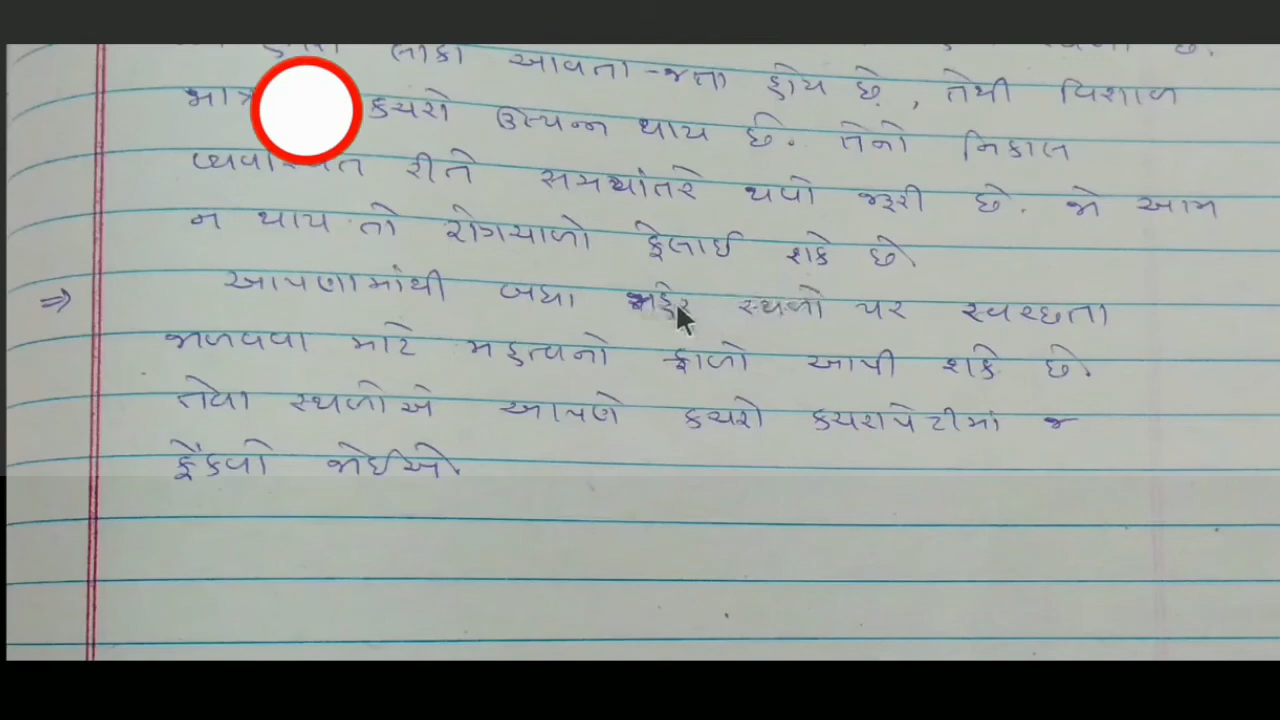 લોકો આવતા-જતા હોય છે, તેથી વિશાળ
કચરો ઉત્પન્ન થાય છે. તેનો નિકાલ
રીતે સમયાંતરે થવો જરૂરી છે. જો આમ
ન થાય તો રોગચાળો ફેલાઈ શકે છે.
⇒ આપણામાંથી બધા જાહેર સ્થળો પર સ્વચ્છતા
જાળવવા માટે મહત્વનો ફાળો આપી શકે છે.
તેવા સ્થળોએ આપણે કચરો કચરાપેટીમાં જ
ફેંકવો જોઈએ.